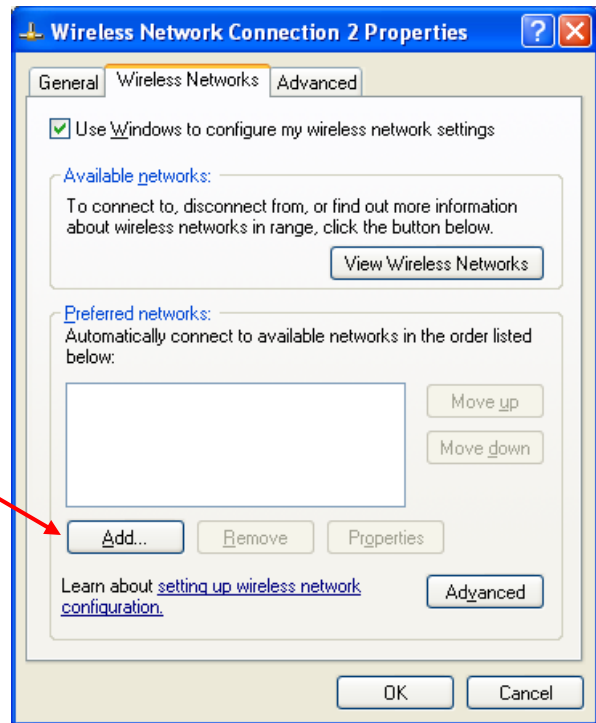 Wireless Network Connection 2 Properties
General Wireless Networks Advanced
Use Windows to configure my wireless network settings
Available networks:
To connect to, disconnect from, or find out more information
about wireless networks in range, click the button below.
View Wireless Networks
Preferred networks:
Automatically connect to available networks in the order listed
below:
Move up
Move down
Add... Remove Properties
Learn about setting up wireless network
configuration.
Advanced
OK Cancel